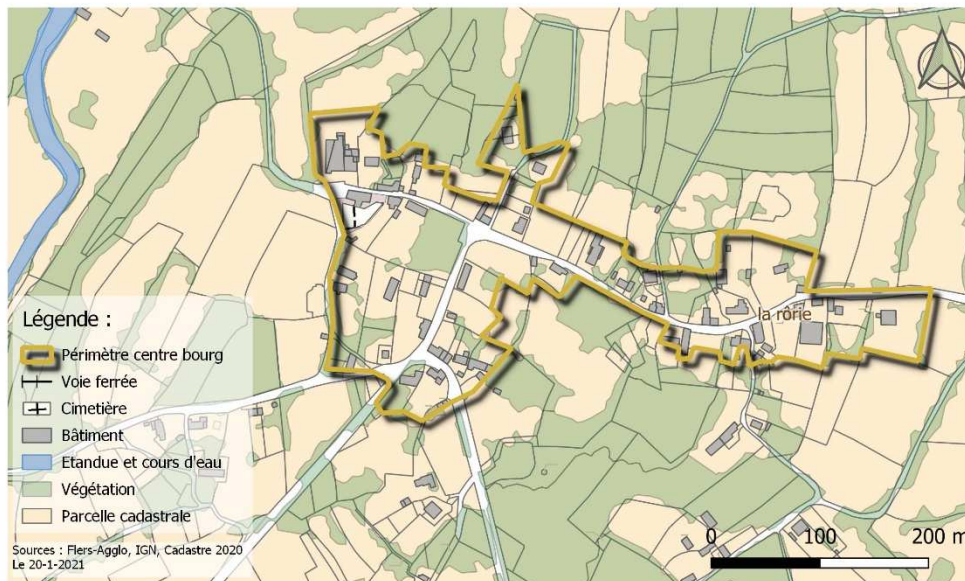 la rôrie
Légende :
Périmètre centre bourg
Voie ferrée
Cimetière
Bâtiment
Etandue et cours d'eau
Végétation
Parcelle cadastrale
Sources : Flers-Agglo, IGN, Cadastre 2020
Le 20-1-2021
0 100 200 m